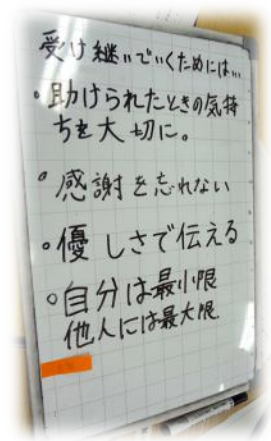 受け継いでいくためには…
・助けられたときの気持
ちを大切に。
・感謝を忘れない
・優しさで伝える
・自分は最小限
他人には最大限